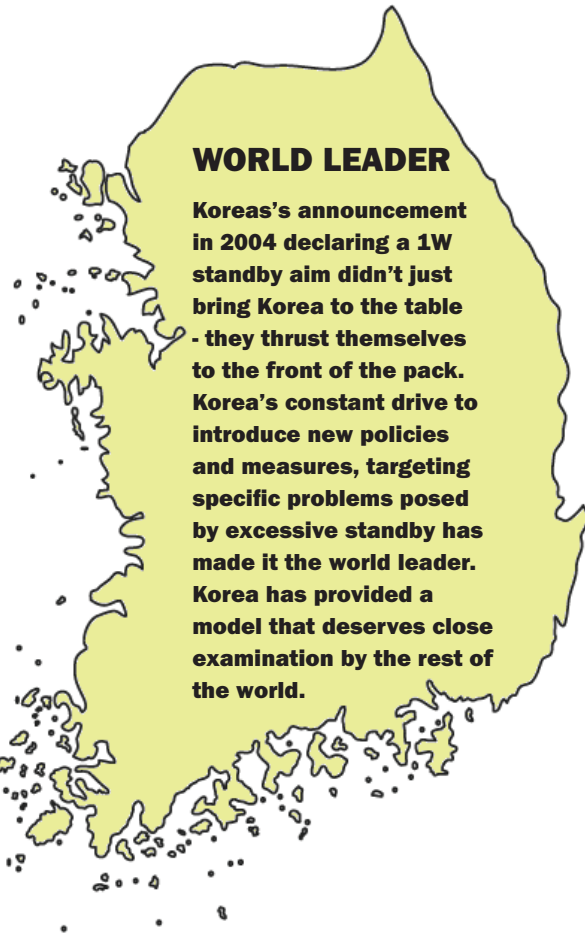 WORLD LEADER
Koreas's announcement
in 2004 declaring a 1W
standby aim didn't just
bring Korea to the table
- they thrust themselves
to the front of the pack.
Korea's constant drive to
introduce new policies
and measures, targeting
specific problems posed
by excessive standby has
made it the world leader.
Korea has provided a
model that deserves close
examination by the rest of
the world.